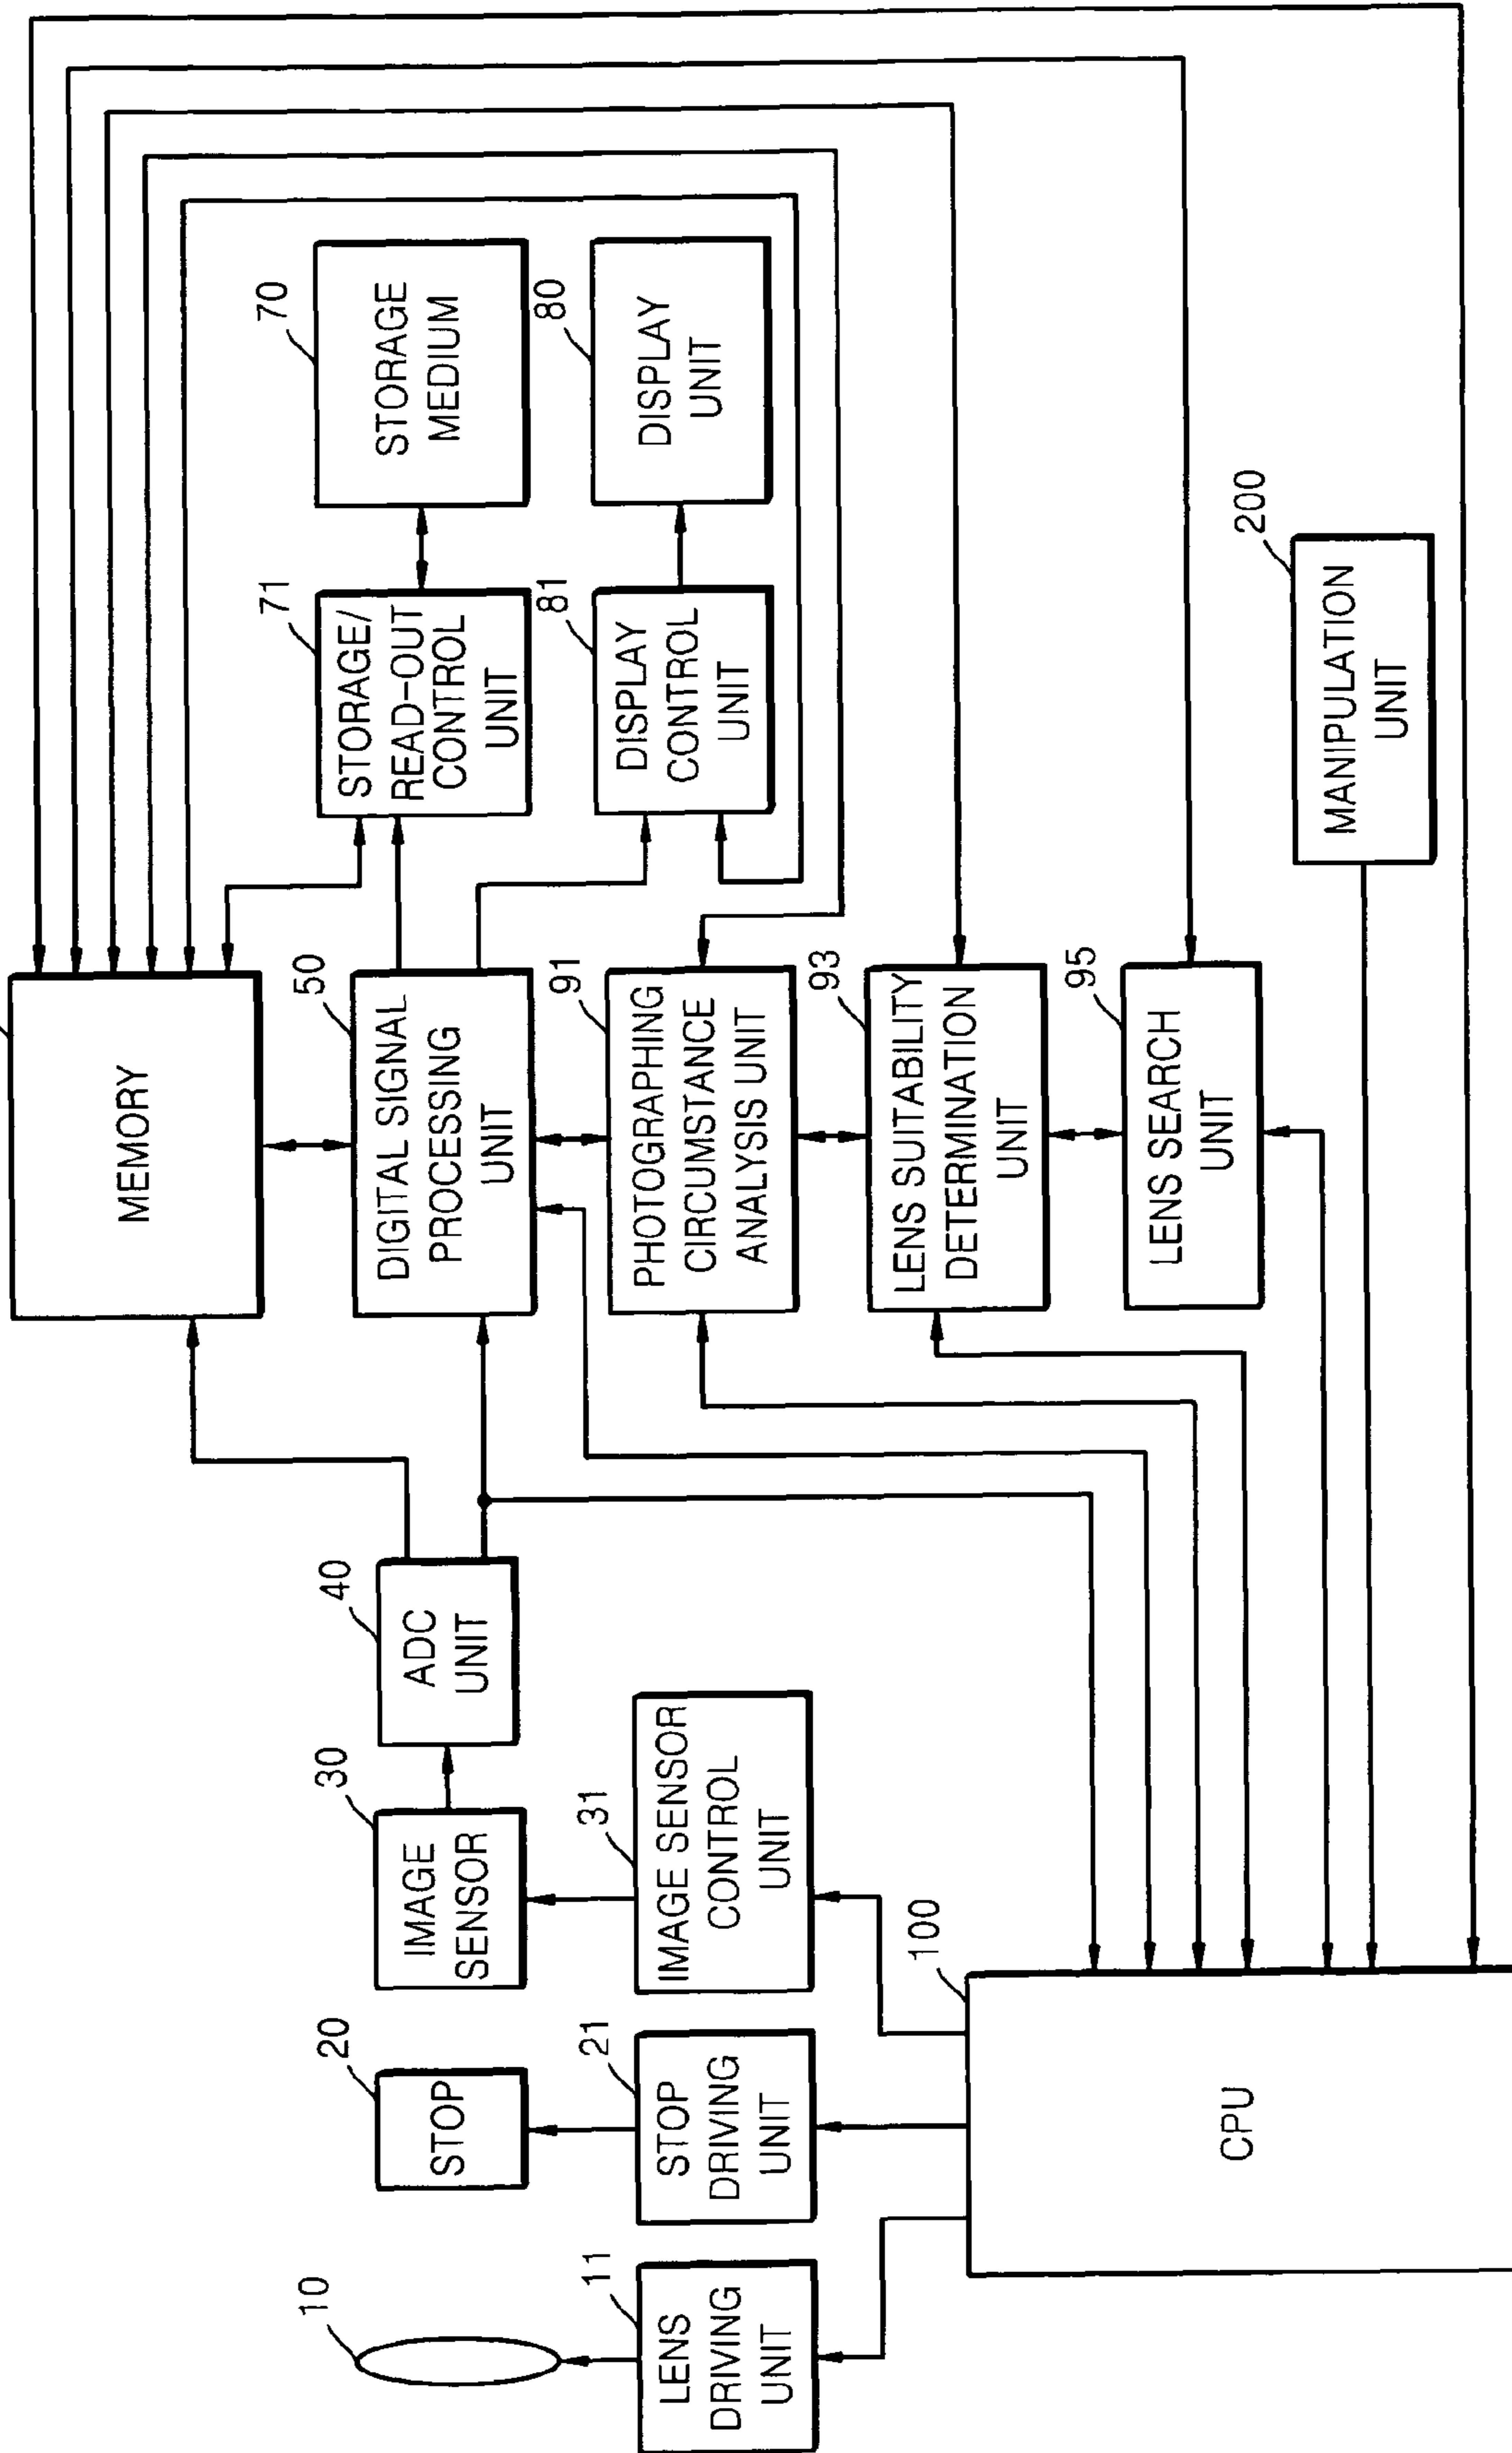 10
LENS
DRIVING
UNIT
11
STOP
20
STOP
DRIVING
UNIT
21
IMAGE
SENSOR
30
IMAGE SENSOR
CONTROL
UNIT
31
ADC
UNIT
40
CPU
100
MEMORY
DIGITAL SIGNAL
PROCESSING
UNIT
50
PHOTOGRAPHING
CIRCUMSTANCE
ANALYSIS UNIT
91
LENS SUITABILITY
DETERMINATION
UNIT
93
LENS SEARCH
UNIT
95
STORAGE/
READ-OUT
CONTROL
UNIT
71
STORAGE
MEDIUM
70
DISPLAY
CONTROL
UNIT
81
DISPLAY
UNIT
80
MANIPULATION
UNIT
200